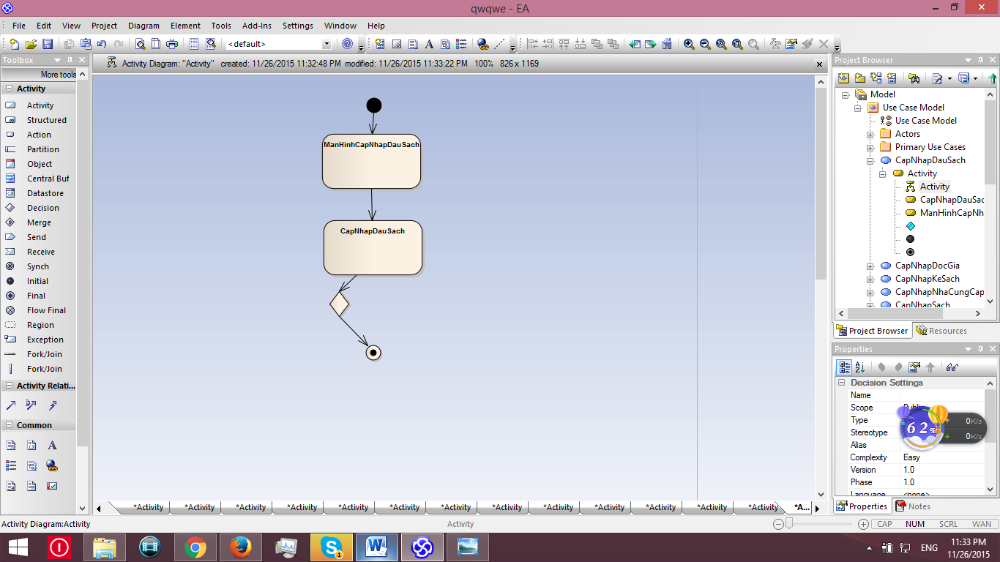 qwqwe - EA
File Edit View Project Diagram Element Tools Add-Ins Settings Window Help
<default>
Toolbox
More tools
Activity
Activity
Structured
Action
Partition
Object
Central Buf
Datastore
Decision
Merge
Send
Receive
Synch
Initial
Final
Flow Final
Region
Exception
Fork/Join
Fork/Join
Activity Relati...
Common
Activity Diagram: "Activity" created: 11/26/2015 11:32:48 PM modified: 11/26/2015 11:33:22 PM 100% 826 x 1169
ManHinhCapNhapDauSach
CapNhapDauSach
*Activity *Activity *Activity *Activity *Activity *Activity *Activity *Activity *Activity *Activity *Activity *Activity *Activity *A...
Project Browser
Model
Use Case Model
Use Case Model
Actors
Primary Use Cases
CapNhapDauSach
Activity
Activity
CapNhapDauSac
ManHinhCapNh
CapNhapDocGia
CapNhapKeSach
CapNhapNhaCungCap
CapNhapSach
Project Browser Resources
Properties
Decision Settings
Name
Scope Public
Type
Stereotype
Alias
Complexity Easy
Version 1.0
Phase 1.0
Language <none>
62%
0K/s
0K/s
Properties Notes
Activity Diagram:Activity Activity CAP NUM SCRL WAN
1
ENG
11:33 PM
11/26/2015